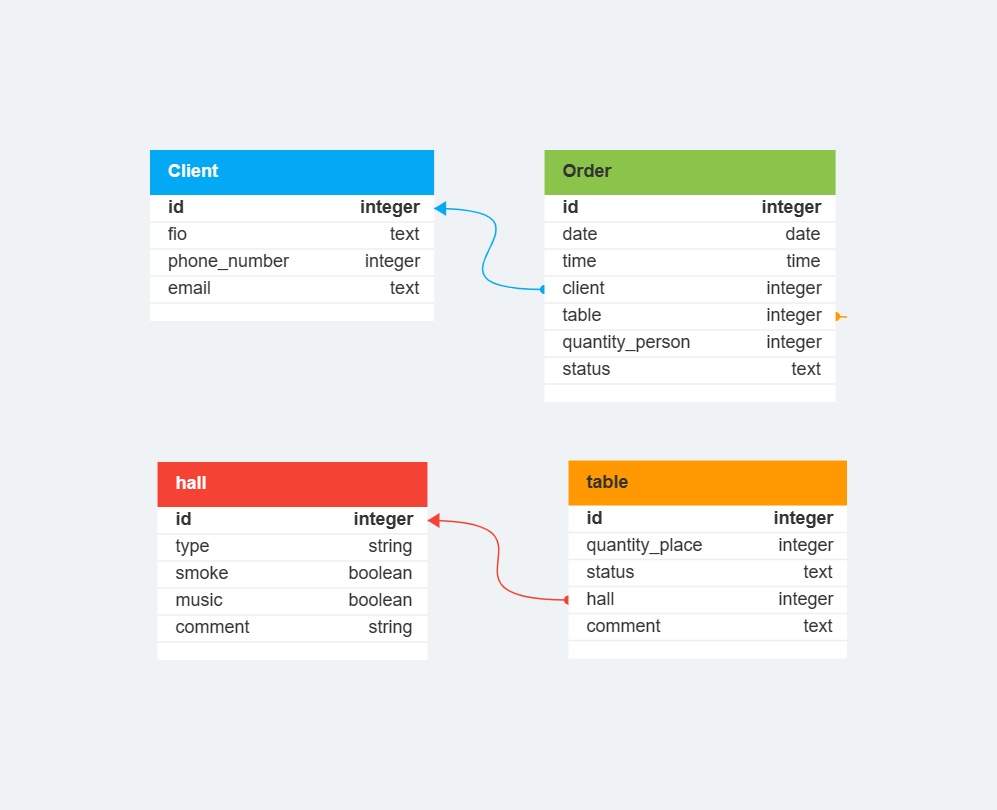 Client
id integer
fio text
phone_number integer
email text
Order
id integer
date date
time time
client integer
table integer
quantity_person integer
status text
hall
id integer
type string
smoke boolean
music boolean
comment string
table
id integer
quantity_place integer
status text
hall integer
comment text